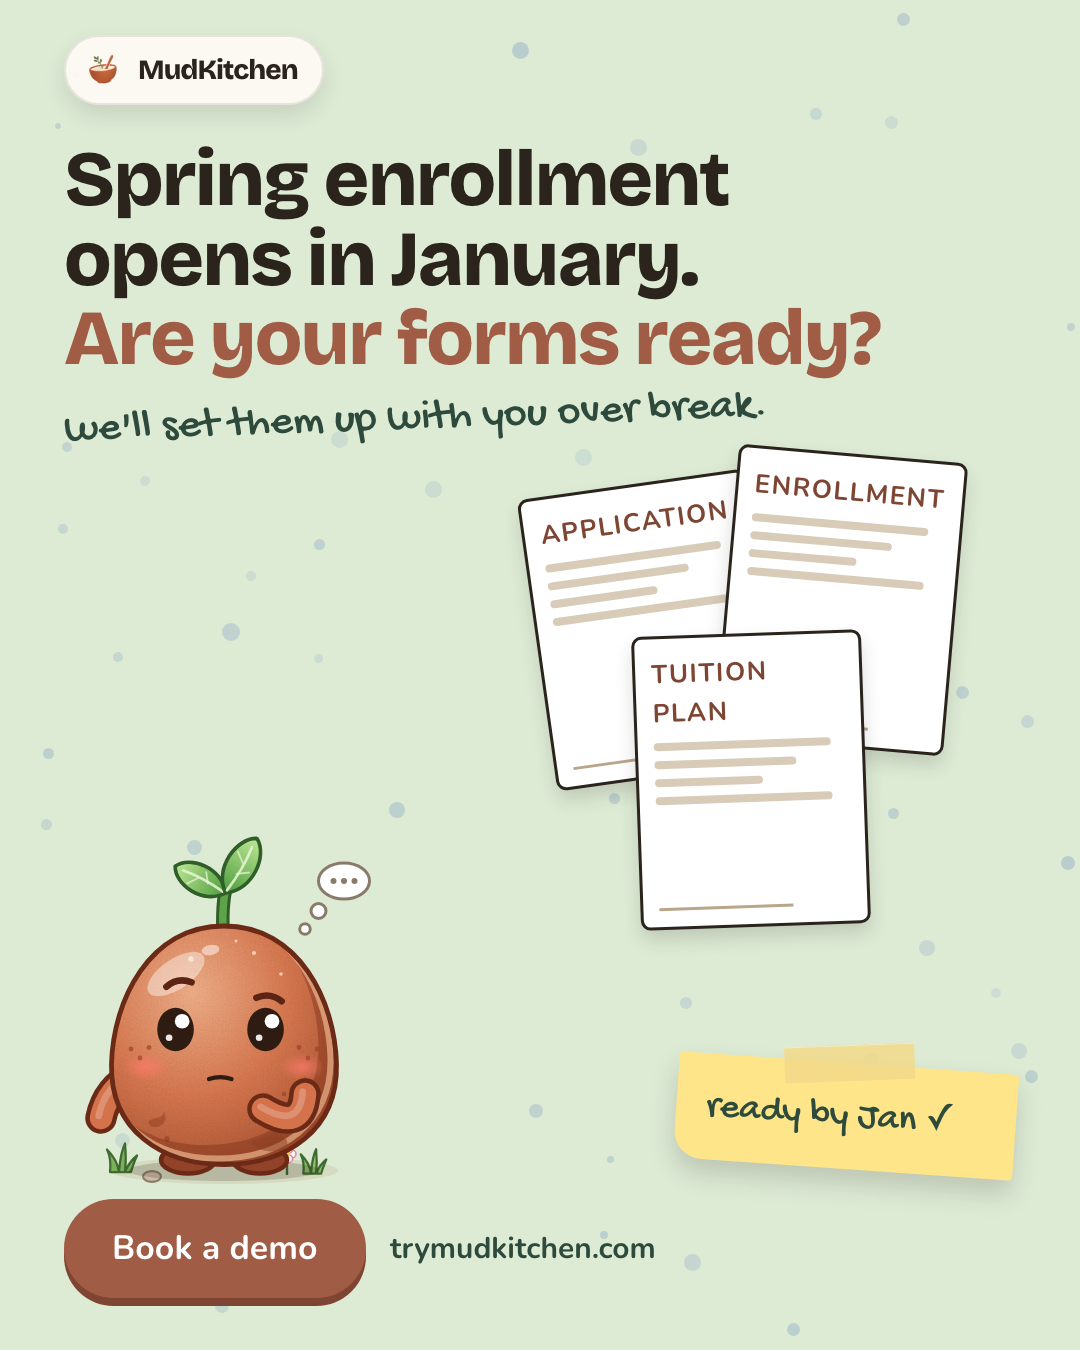 MudKitchen
Spring enrollment
opens in January.
Are your forms ready?
we'll set them up with you over break.
APPLICATION
ENROLLMENT
TUITION
PLAN
ready by Jan ✓
Book a demo
trymudkitchen.com